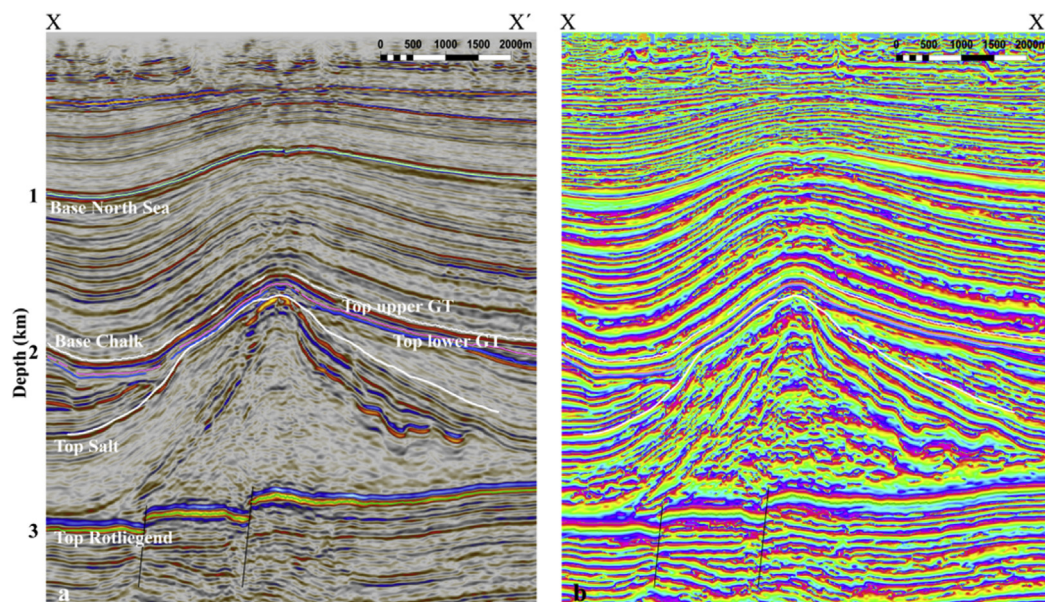 X X´ X X
0 500 1000 1500 2000m 0 500 1000 1500 2000m
1
Base North Sea
Top upper GT
Base Chalk
Top lower GT
2
Depth (km)
Top Salt
3
Top Rotliegend
a b